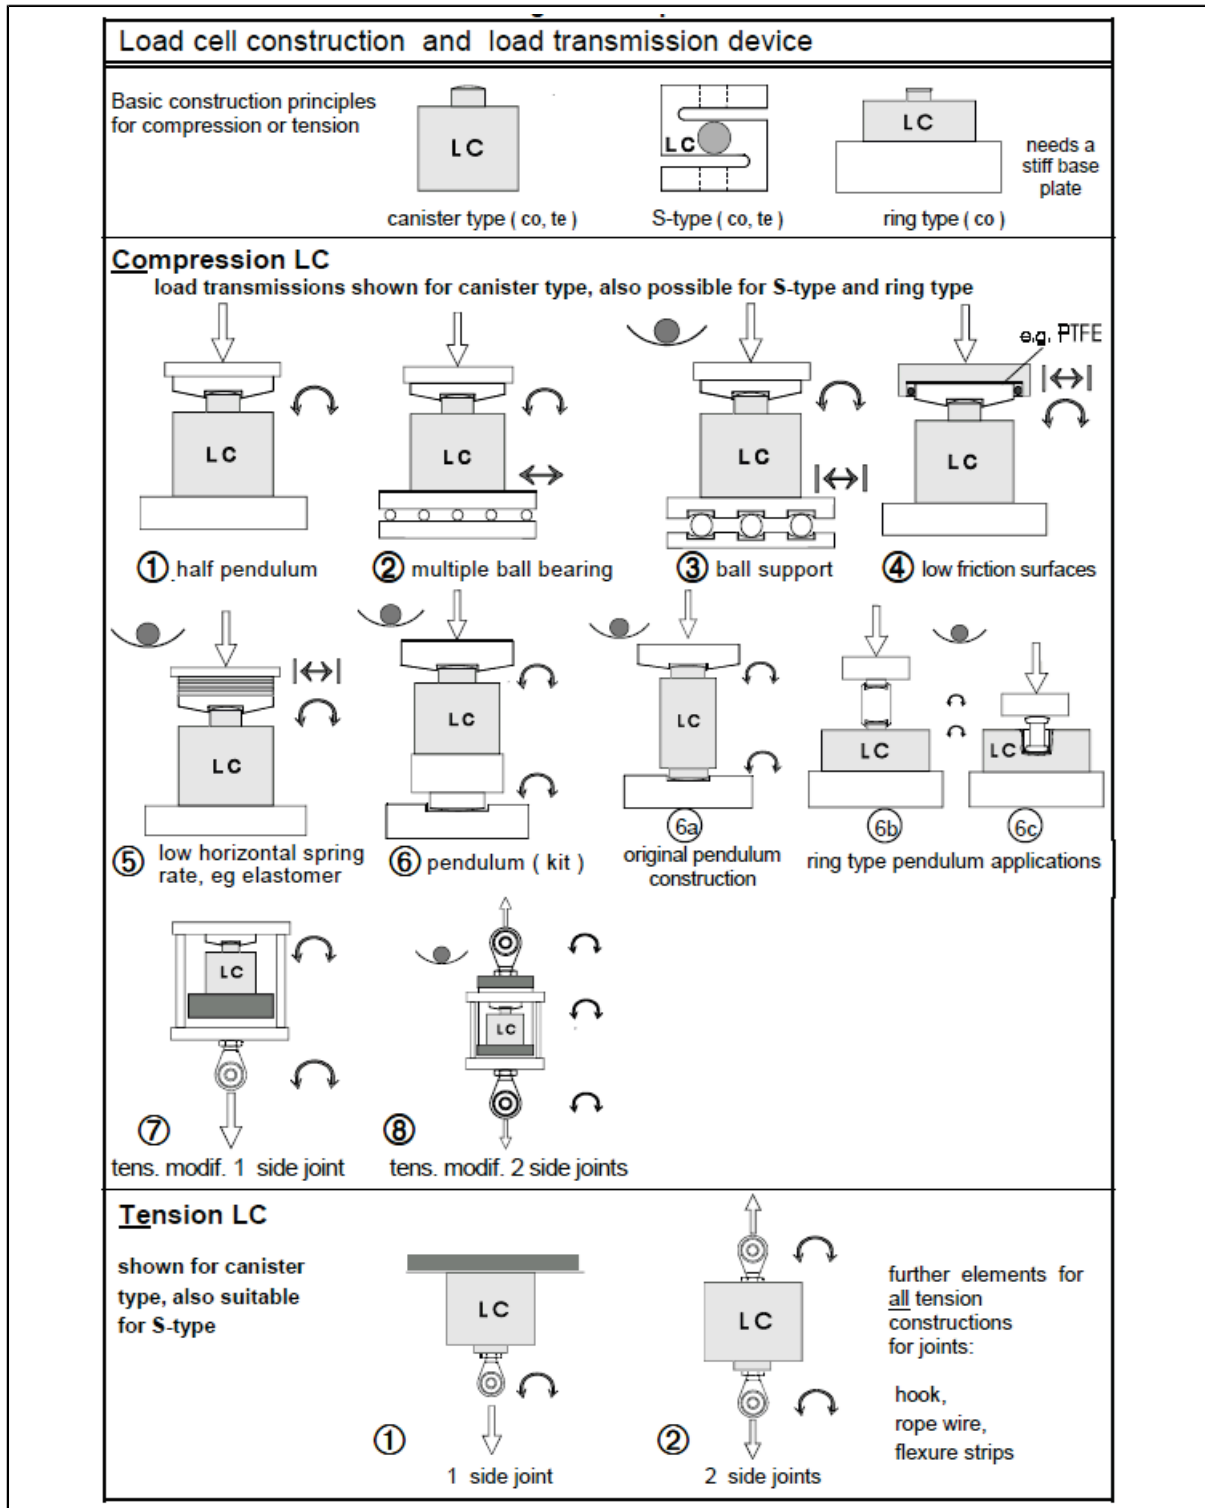 Load cell construction and load transmission device
Basic construction principles
for compression or tension
LC
LC
LC
needs a
stiff base
plate
canister type ( co, te )
S-type ( co, te )
ring type ( co )
Compression LC
load transmissions shown for canister type, also possible for S-type and ring type
e.g. PTFE
LC
LC
LC
LC
① half pendulum
② multiple ball bearing
③ ball support
④ low friction surfaces
LC
LC
LC
LC
LC
⑤ low horizontal spring
rate, eg elastomer
⑥ pendulum ( kit )
6a
original pendulum
construction
6b
6c
ring type pendulum applications
LC
LC
⑦
⑧
tens. modif. 1 side joint
tens. modif. 2 side joints
Tension LC
shown for canister
type, also suitable
for S-type
LC
LC
①
1 side joint
②
2 side joints
further elements for
all tension
constructions
for joints:
hook,
rope wire,
flexure strips